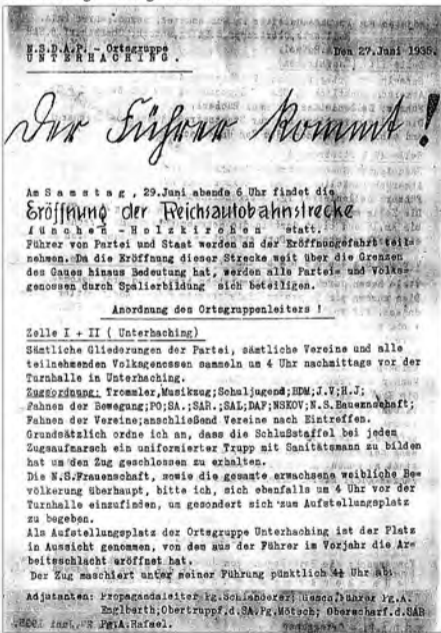 N.S.D.A.P. - Ortsgruppe Den 27.Juni 1935.
UNTERHACHING.
Der Führer kommt!
Am Samstag, 29.Juni abends 6 Uhr findet die
Eröffnung der Reichsautobahnstrecke
München - Holzkirchen statt.
Führer von Partei und Staat werden an der Eröffnungsfahrt teil-
nehmen. Da die Eröffnung dieser Strecke weit über die Grenzen
des Gaues hinaus Bedeutung hat, werden alle Partei- und Volks-
genossen durch Spalierbildung sich beteiligen.
Anordnung des Ortsgruppenleiters !
Zelle I + II ( Unterhaching)
Sämtliche Gliederungen der Partei, sämtliche Vereine und alle
teilnehmenden Volksgenossen sammeln um 4 Uhr nachmittags vor der
Turnhalle in Unterhaching.
Zugsordnung: Trommler,Musikzug;Schuljugend;BDM;J.V;H.J;
Fahnen der Bewegung;PO;SA.;SAR.;SAL;DAF;NSKOV;N.S.Bauernschaft;
Fahnen der Vereine;anschließend Vereine nach Eintreffen.
Grundsätzlich ordne ich an, dass die Schlußstaffel bei jedem
Zugsaufmarsch ein uniformierter Trupp mit Sanitätsmann zu bilden
hat um den Zug geschlossen zu erhalten.
Die N.S.Frauenschaft, sowie die gesamte erwachsene weibliche Be-
völkerung überhaupt, bitte ich, sich ebenfalls um 4 Uhr vor der
Turnhalle einzufinden, um gesondert sich zum Aufstellungsplatz
zu begeben.
Als Aufstellungsplatz der Ortsgruppe Unterhaching ist der Platz
in Aussicht genommen, von dem aus der Führer im Vorjahr die Ar-
beitsschlacht eröffnet hat.
Der Zug maschiert unter meiner Führung pünktlich 4½ Uhr ab.
Adjutanten: Propagandaleiter Pg.Schlanderer; Pg.A.
Englberth;Obertruppf.d.SA.Pg.Mötsch; Oberscharf.d.SAR
Pg.A.Rafael.